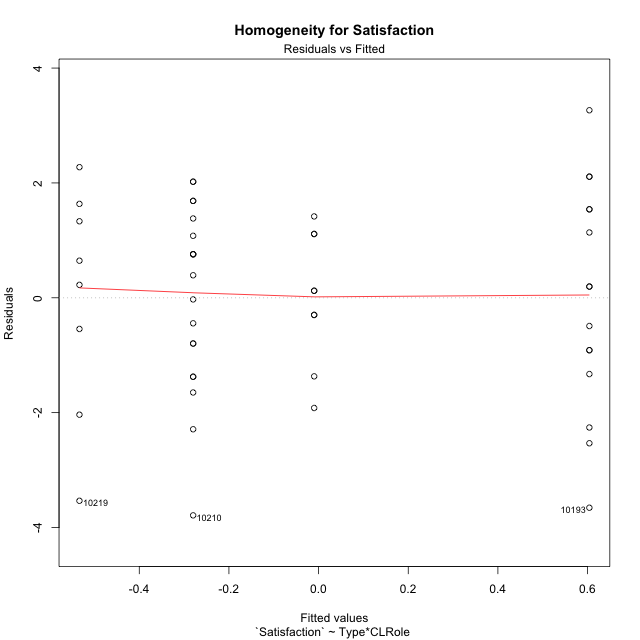 Homogeneity for Satisfaction
Residuals vs Fitted
4
2
0
-2
-4
Residuals
10219
10210
10193
-0.4 -0.2 0.0 0.2 0.4 0.6
Fitted values
`Satisfaction` ~ Type*CLRole